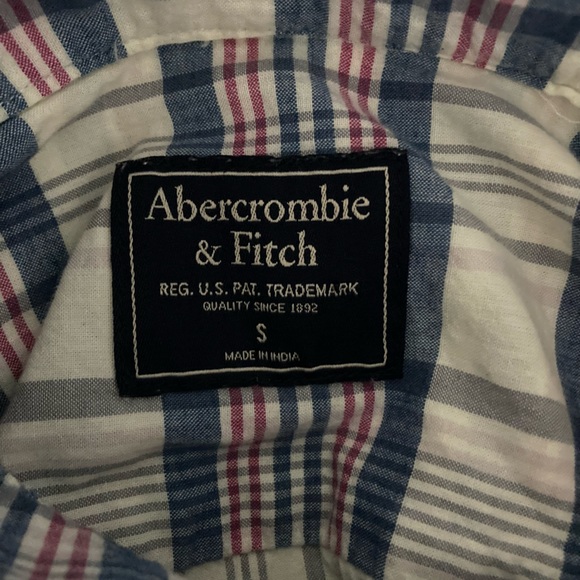 Abercrombie
& Fitch
REG. U.S. PAT. TRADEMARK
QUALITY SINCE 1892
S
MADE IN INDIA